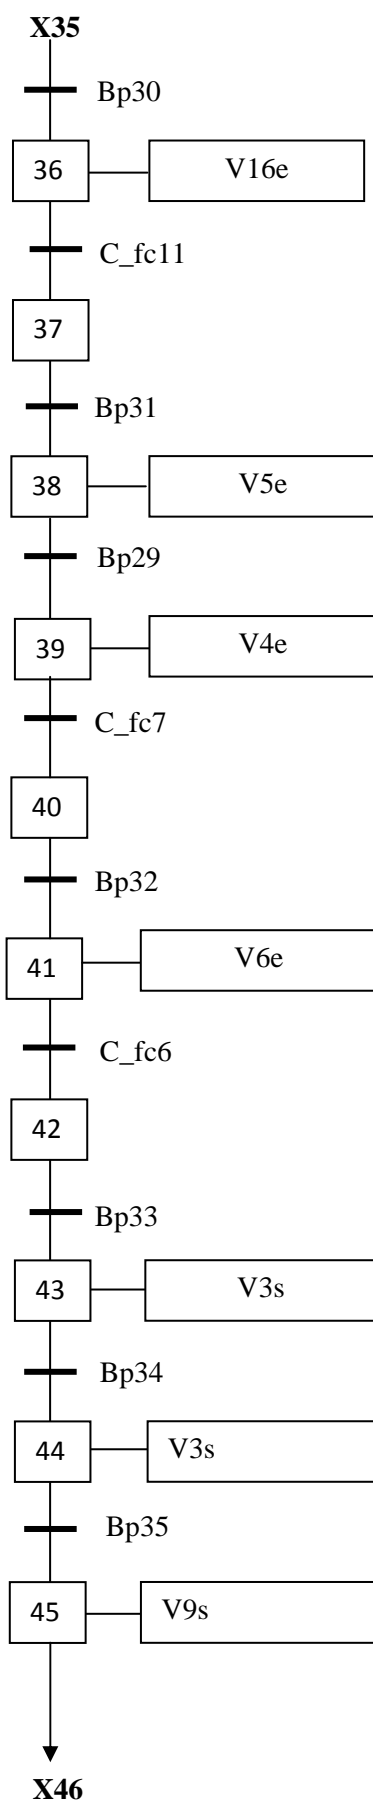 X35
Bp30
36 V16e
C_fc11
37
Bp31
38 V5e
Bp29
39 V4e
C_fc7
40
Bp32
41 V6e
C_fc6
42
Bp33
43 V3s
Bp34
44 V3s
Bp35
45 V9s
X46